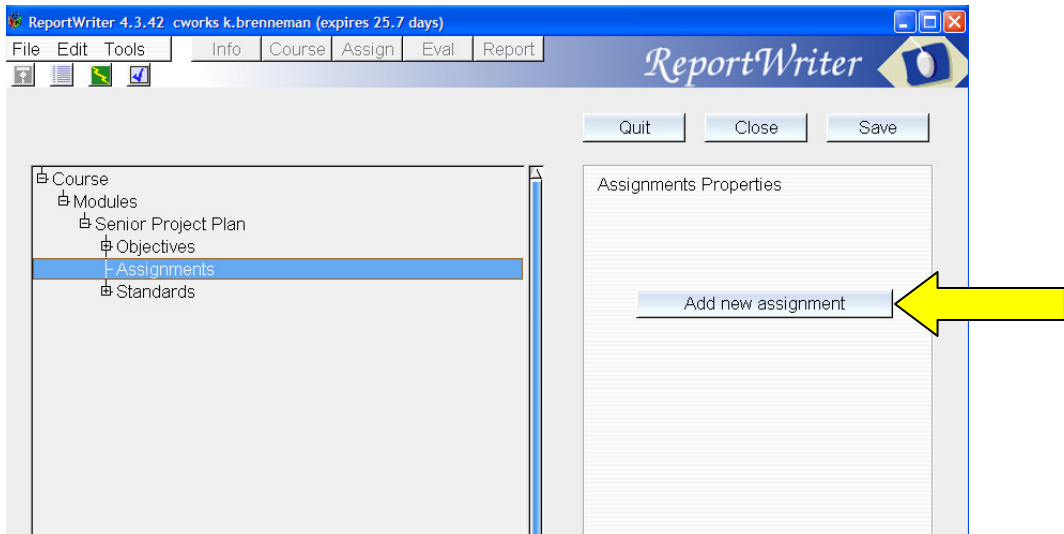 ReportWriter 4.3.42 cworks k.brenneman (expires 25.7 days)
File Edit Tools Info Course Assign Eval Report
ReportWriter
Quit Close Save
Course
Modules
Senior Project Plan
Objectives
Assignments
Standards
Assignments Properties
Add new assignment